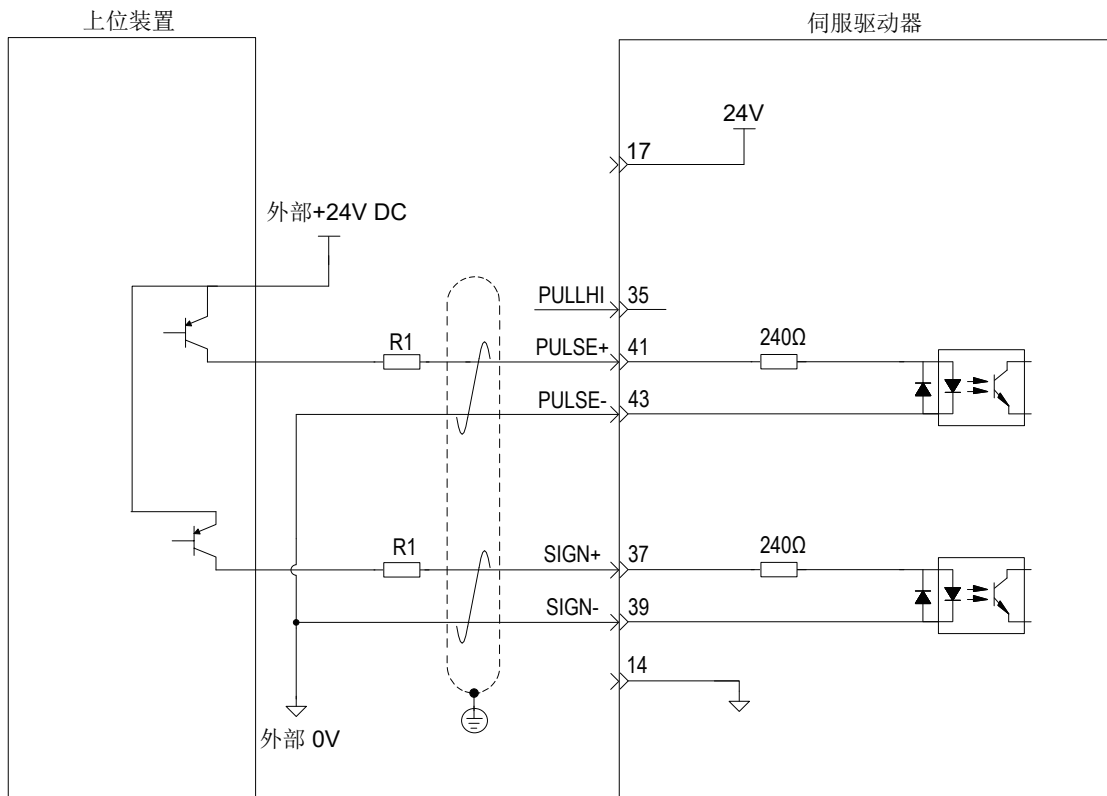 上位装置
伺服驱动器
24V
17
外部+24V DC
PULLHI
35
R1
PULSE+
41
240Ω
PULSE-
43
R1
SIGN+
37
240Ω
SIGN-
39
14
外部 0V